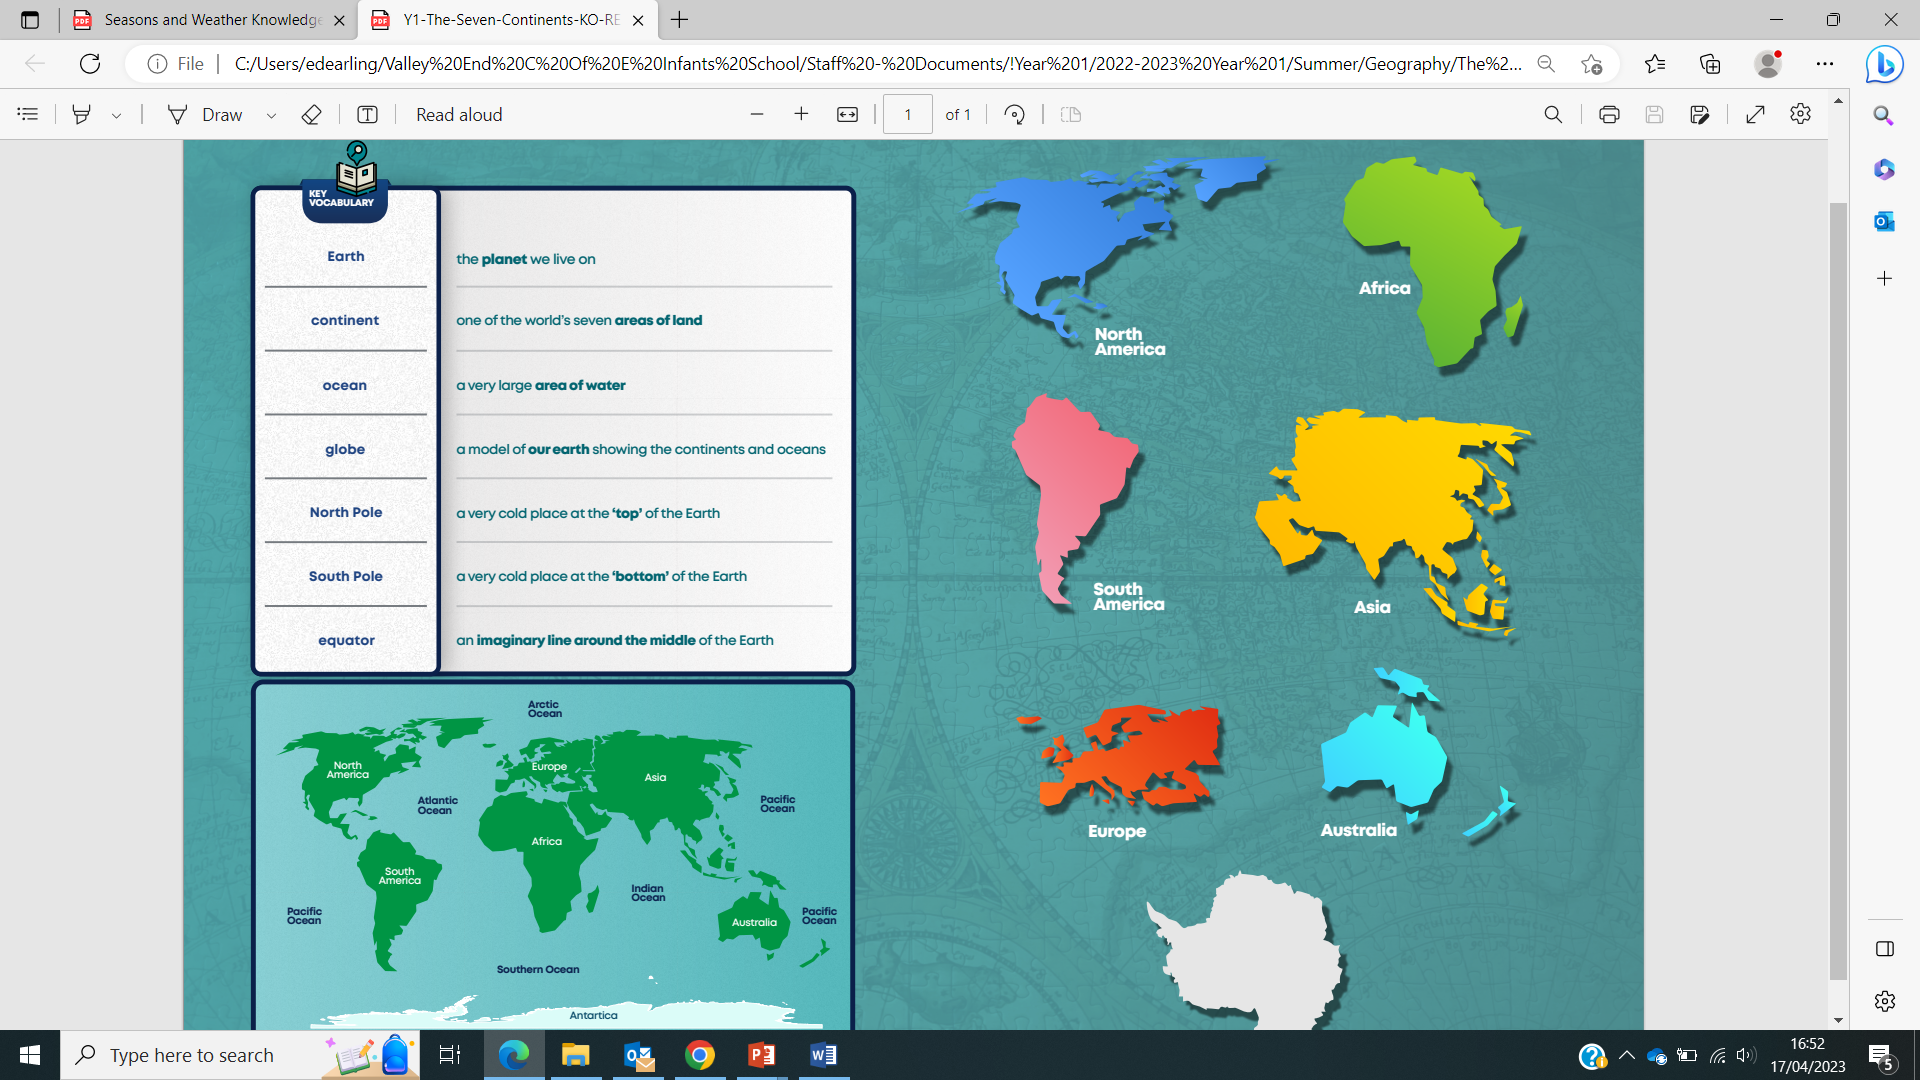 Seasons and Weather Knowledge
Y1-The-Seven-Continents-KO-RE
File
C:/Users/edearling/Valley%20End%20C%20Of%20E%20Infants%20School/Staff%20-%20Documents/!Year%201/2022-2023%20Year%201/Summer/Geography/The%2...
Draw
Read aloud
1 of 1
KEY
VOCABULARY
Earth
the planet we live on
continent
one of the world's seven areas of land
ocean
a very large area of water
globe
a model of our earth showing the continents and oceans
North Pole
a very cold place at the ‘top’ of the Earth
South Pole
a very cold place at the ‘bottom’ of the Earth
equator
an imaginary line around the middle of the Earth
Arctic
Ocean
North
America
Europe
Asia
Atlantic
Ocean
Pacific
Ocean
Africa
South
America
Indian
Ocean
Pacific
Ocean
Australia
Pacific
Ocean
Southern Ocean
Antartica
North
America
Africa
South
America
Asia
Europe
Australia
Type here to search
16:52
17/04/2023
5